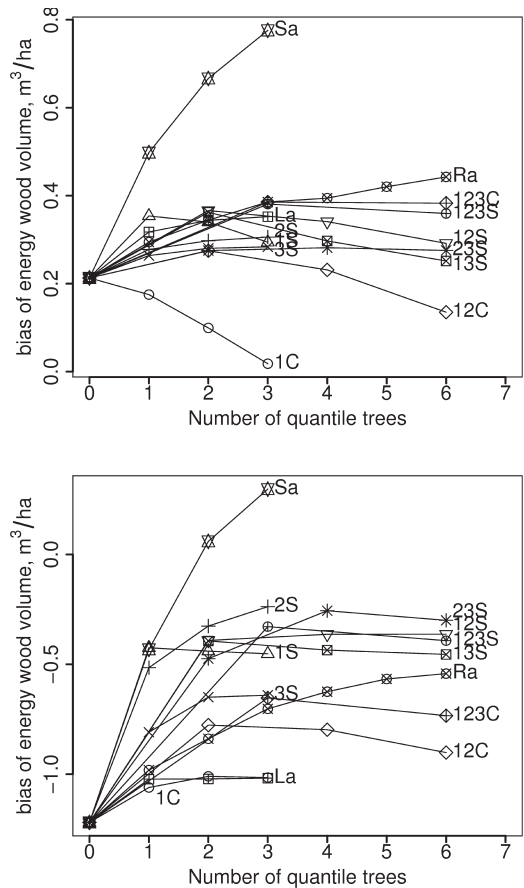 bias of energy wood volume, m³/ha
0.8
0.6
0.4
0.2
0.0
Sa
Ra
123C
123S
La
2S
1S
3S
12S
23S
13S
12C
1C
0 1 2 3 4 5 6 7
Number of quantile trees
bias of energy wood volume, m³/ha
0.0
−0.5
−1.0
Sa
2S
23S
12S
123S
1S
13S
Ra
3S
123C
12C
La
1C
0 1 2 3 4 5 6 7
Number of quantile trees